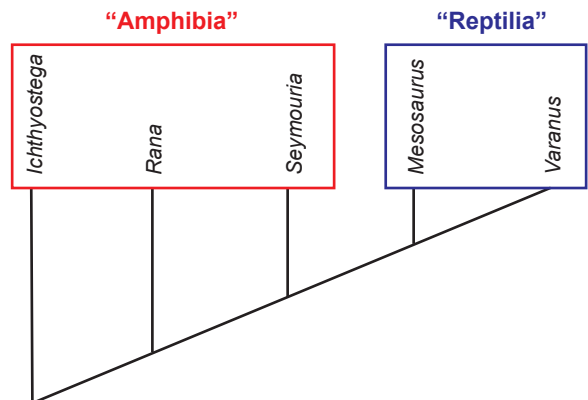 “Amphibia”
“Reptilia”
Ichthyostega
Rana
Seymouria
Mesosaurus
Varanus